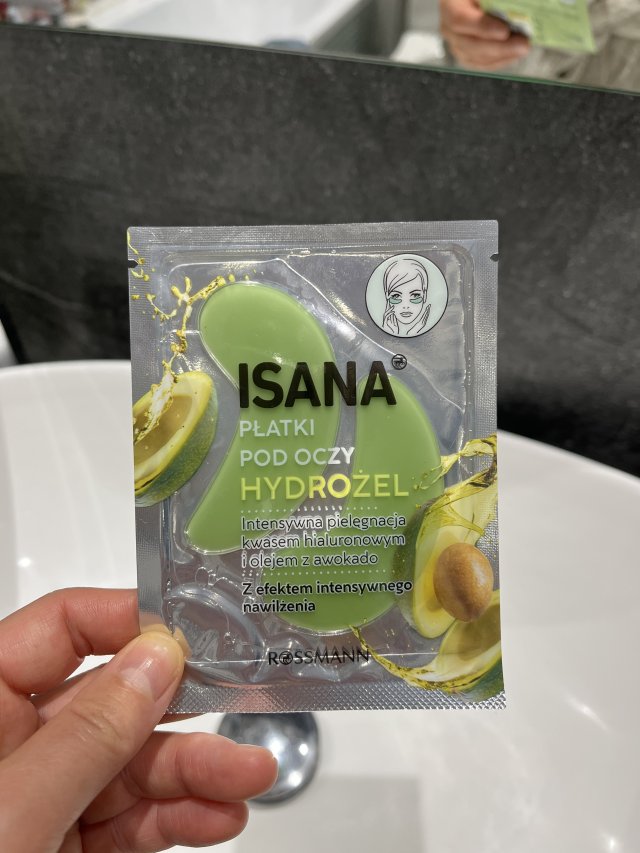 ISANA
PŁATKI
POD OCZY
HYDROŻEL
Intensywna pielęgnacja
kwasem hialuronowym
i olejem z awokado
Z efektem intensywnego
nawilżenia
ROSSMANN